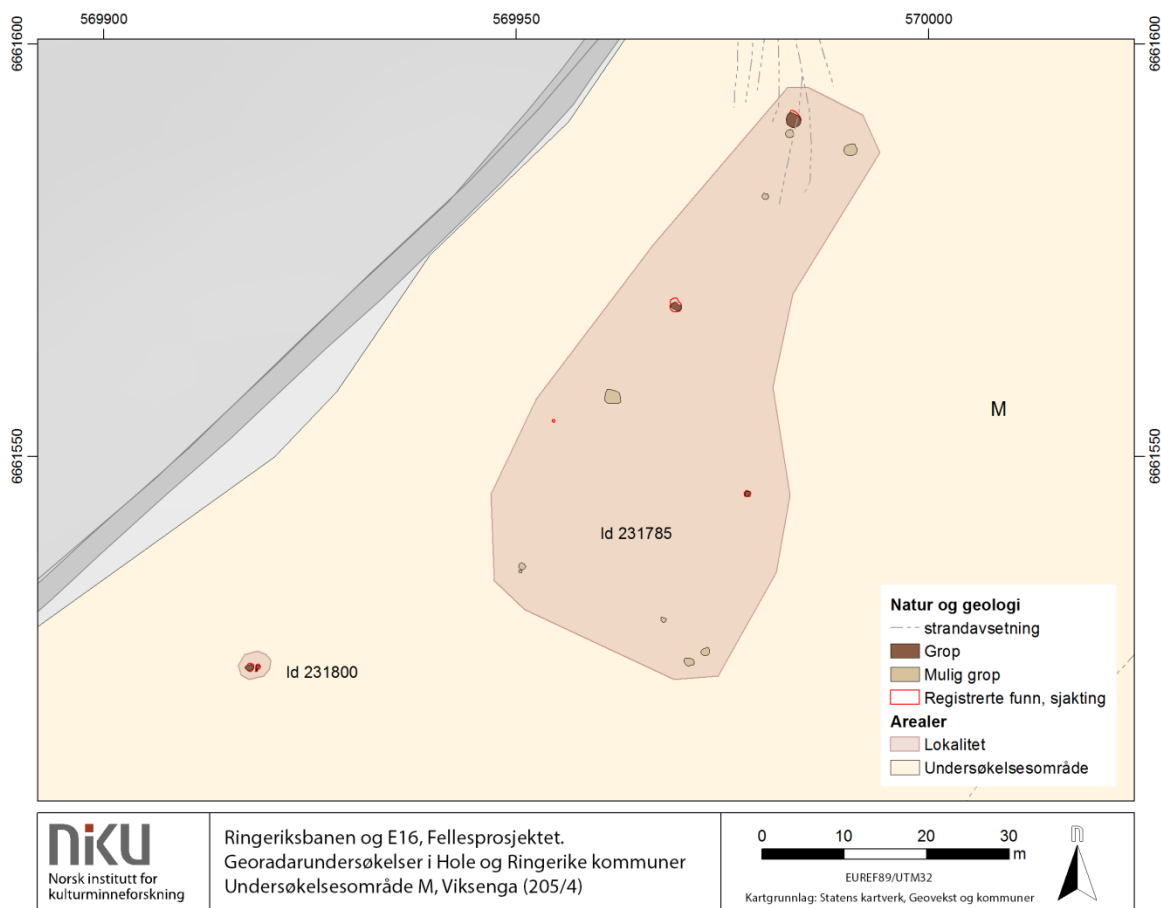 569900
569950
570000
6661600
6661600
6661550
6661550
M
Id 231785
Id 231800
Natur og geologi
strandavsetning
Grop
Mulig grop
Registrerte funn, sjakting
Arealer
Lokalitet
Undersøkelsesområde
niku
Norsk institutt for
kulturminneforskning
Ringeriksbanen og E16, Fellesprosjektet.
Georadarundersøkelser i Hole og Ringerike kommuner
Undersøkelsesområde M, Viksenga (205/4)
0 10 20 30
m
EUREF89/UTM32
Kartgrunnlag: Statens kartverk, Geovekst og kommuner
n